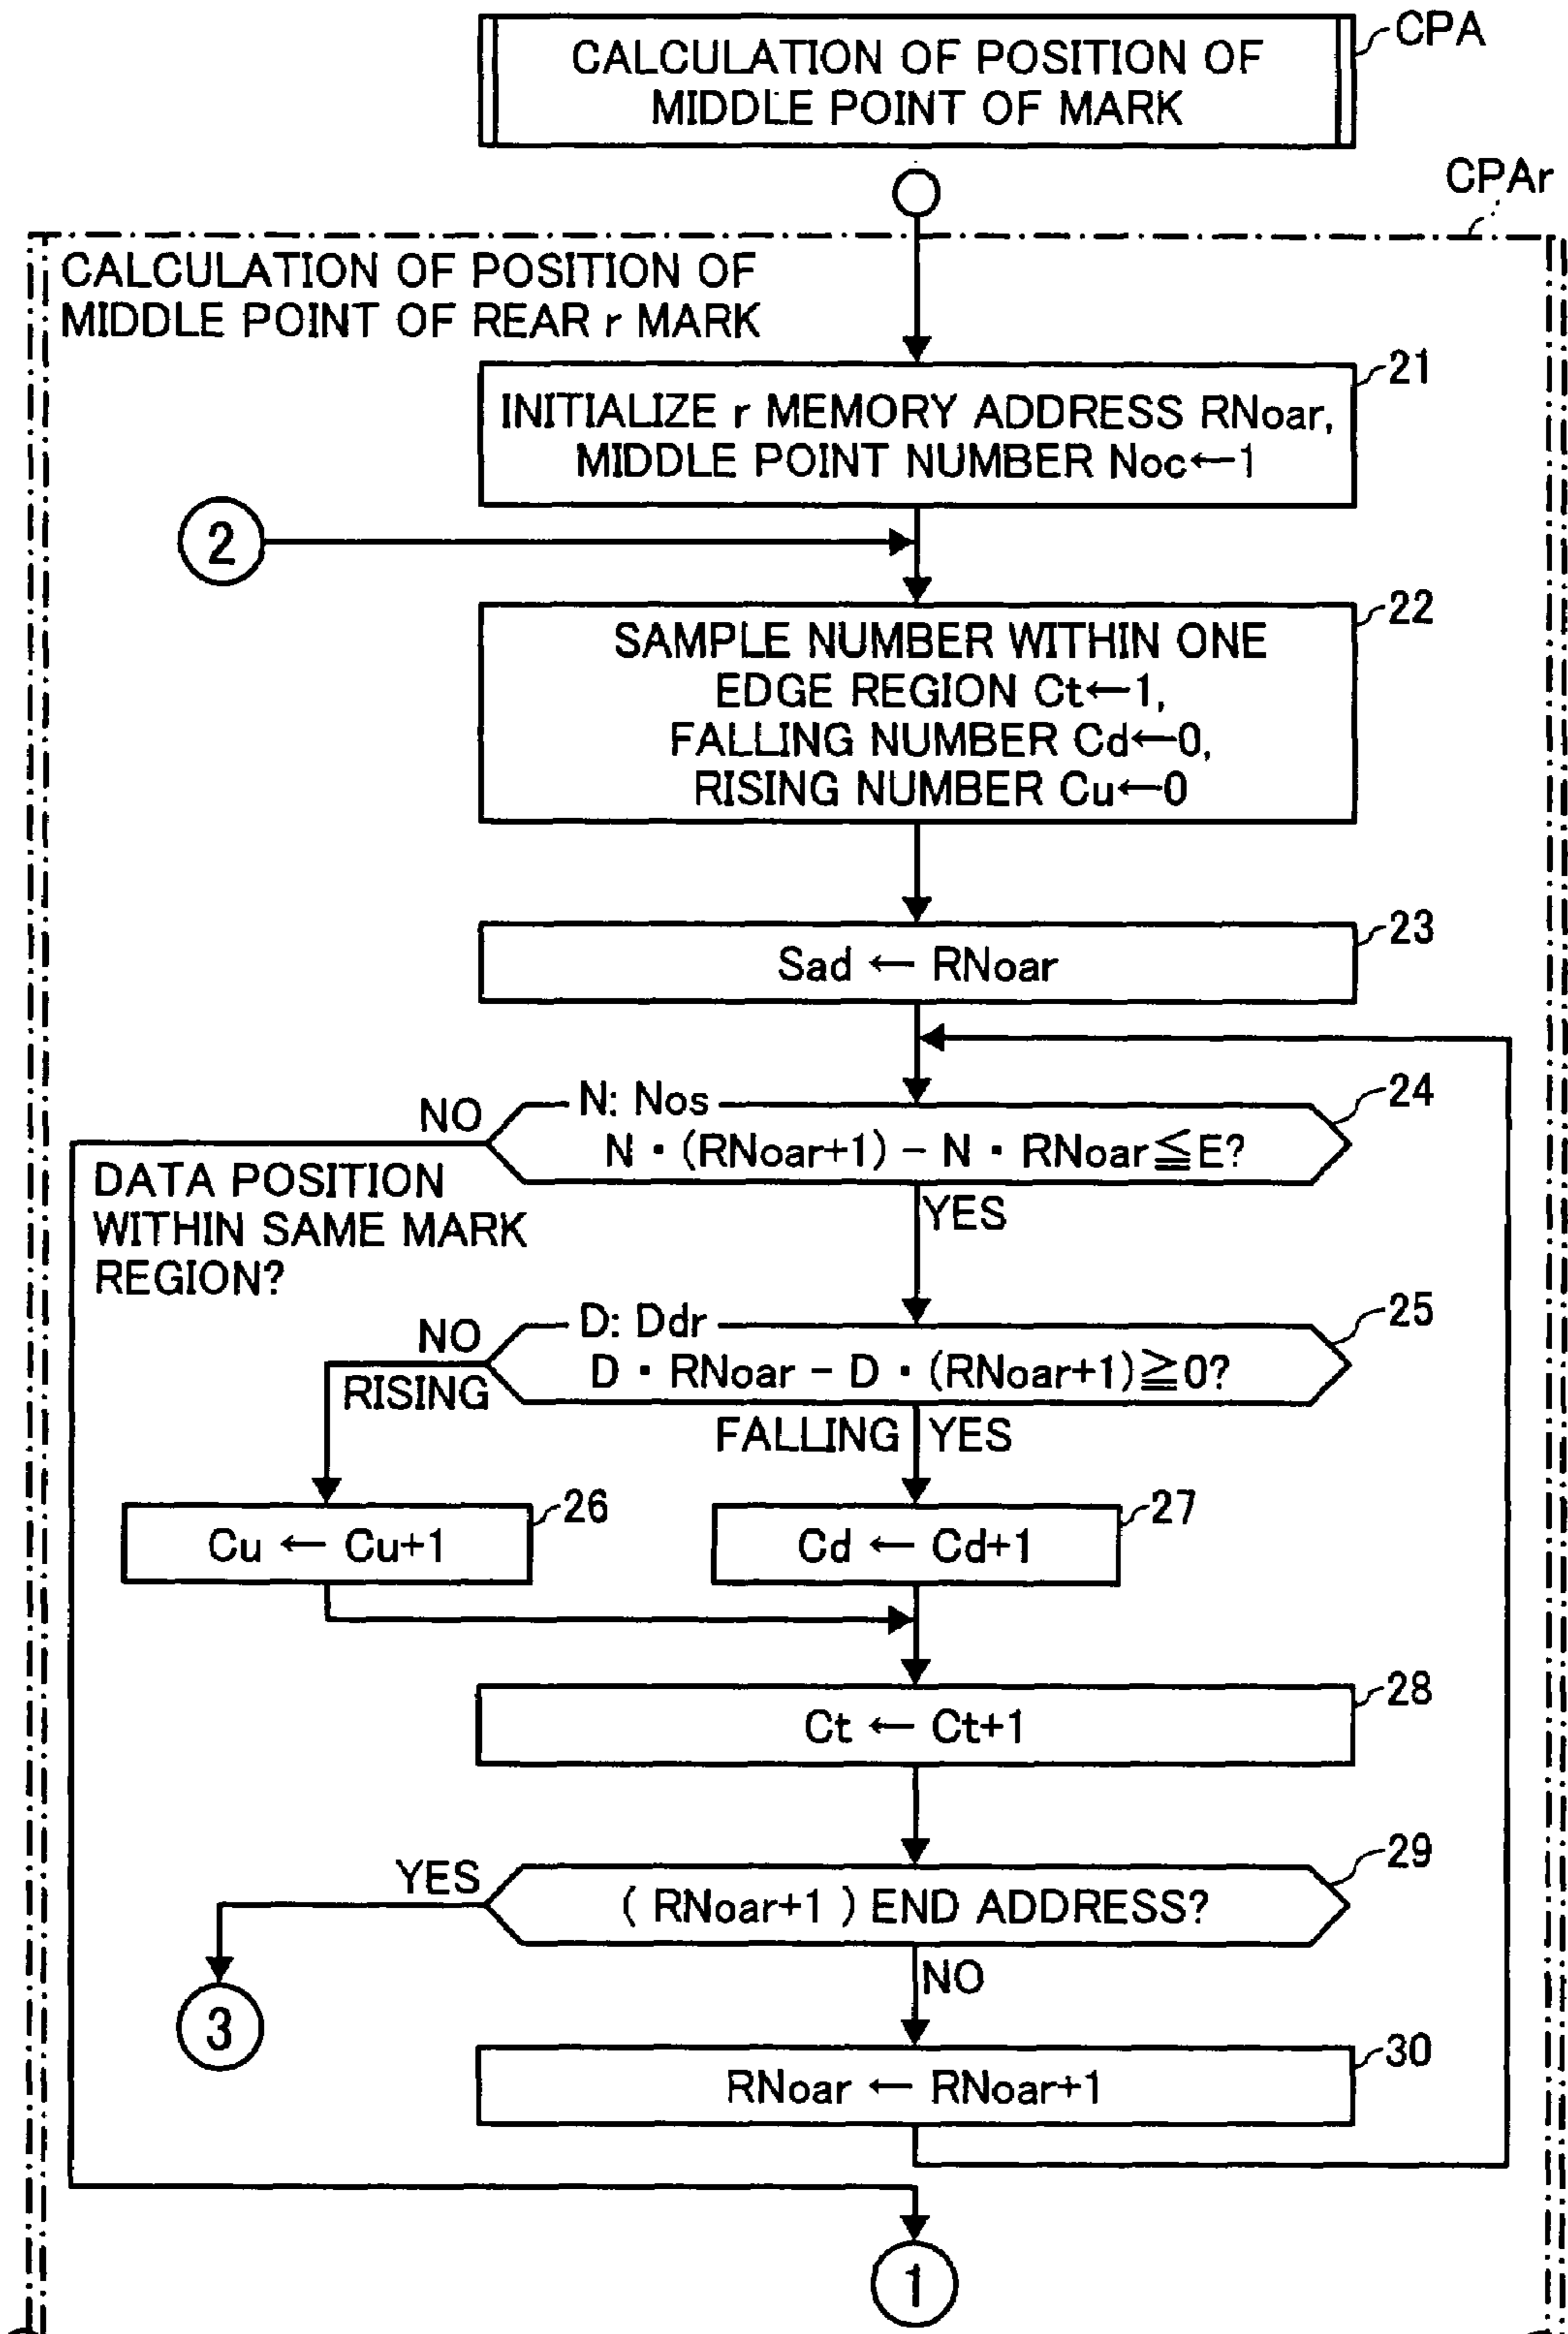 CALCULATION OF POSITION OF
MIDDLE POINT OF MARK
CPA
CPAr
CALCULATION OF POSITION OF
MIDDLE POINT OF REAR r MARK
21
INITIALIZE r MEMORY ADDRESS RNoar,
MIDDLE POINT NUMBER Noc←1
2
22
SAMPLE NUMBER WITHIN ONE
EDGE REGION Ct←1,
FALLING NUMBER Cd←0,
RISING NUMBER Cu←0
23
Sad ← RNoar
24
NO
N: Nos
N · (RNoar+1) – N · RNoar≦E?
YES
DATA POSITION
WITHIN SAME MARK
REGION?
25
NO
D: Ddr
D · RNoar – D · (RNoar+1)≧0?
RISING
FALLING YES
26
Cu ← Cu+1
27
Cd ← Cd+1
28
Ct ← Ct+1
29
YES
( RNoar+1 ) END ADDRESS?
NO
3
30
RNoar ← RNoar+1
1